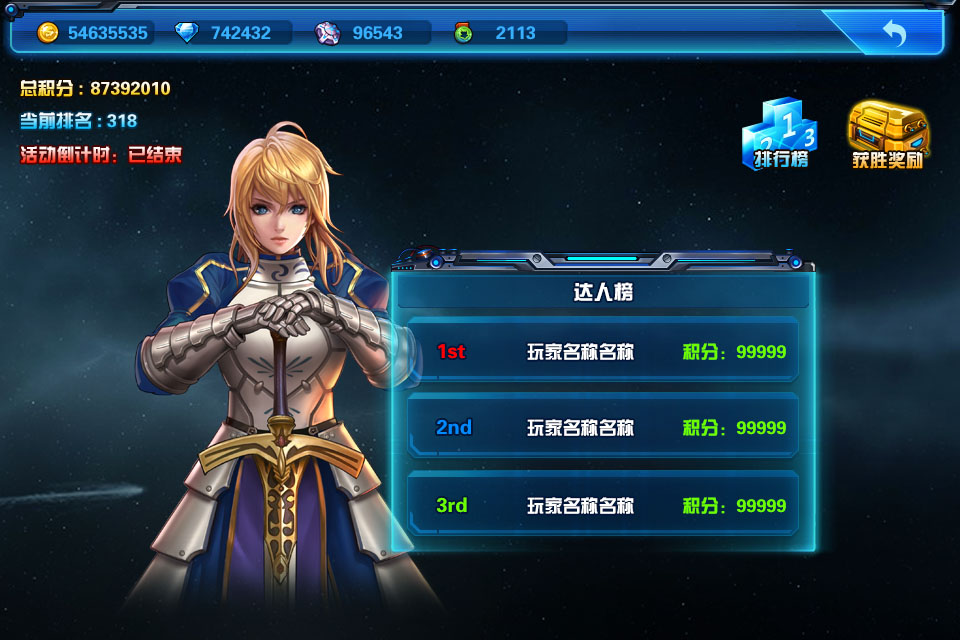 54635535 742432 96543 2113
总积分：87392010
当前排名：318
活动倒计时：已结束
1 2 3
排行榜
获胜奖励
达人榜
1st 玩家名称名称 积分：99999
2nd 玩家名称名称 积分：99999
3rd 玩家名称名称 积分：99999